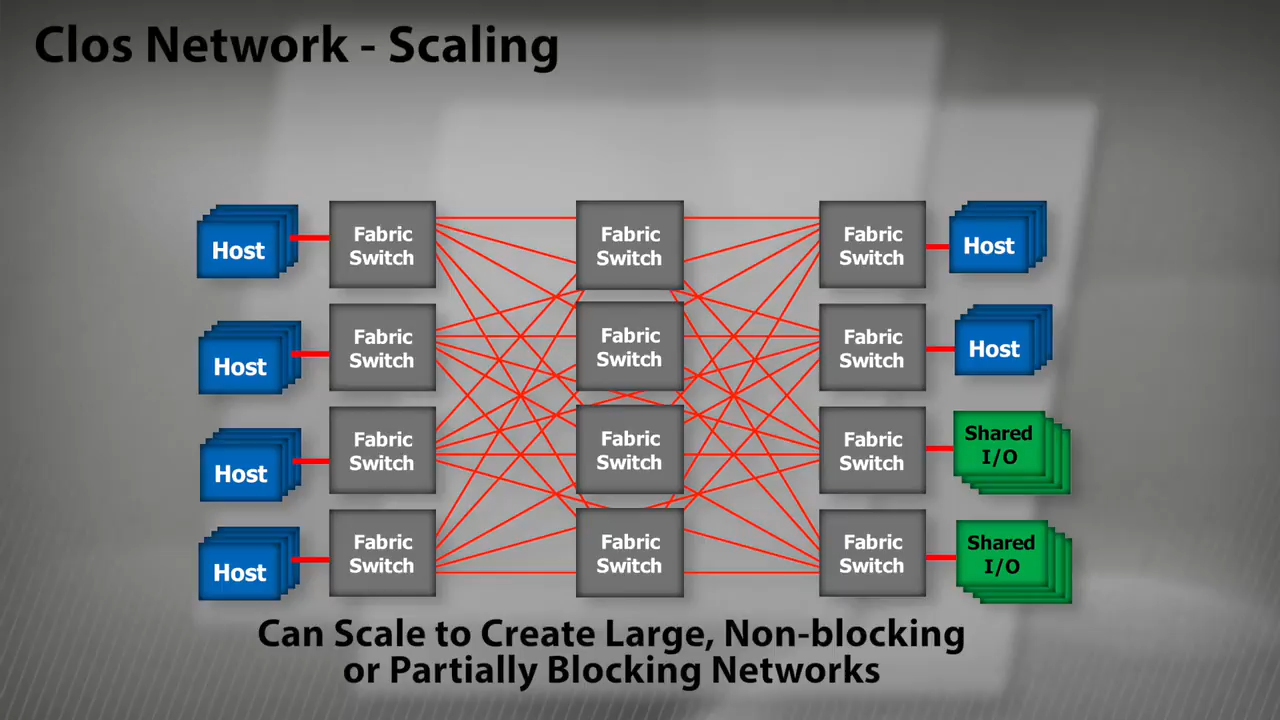 Clos Network - Scaling
Host
Fabric
Switch
Fabric
Switch
Fabric
Switch
Host
Host
Fabric
Switch
Fabric
Switch
Fabric
Switch
Host
Host
Fabric
Switch
Fabric
Switch
Fabric
Switch
Shared
I/O
Host
Fabric
Switch
Fabric
Switch
Fabric
Switch
Shared
I/O
Can Scale to Create Large, Non-blocking
or Partially Blocking Networks